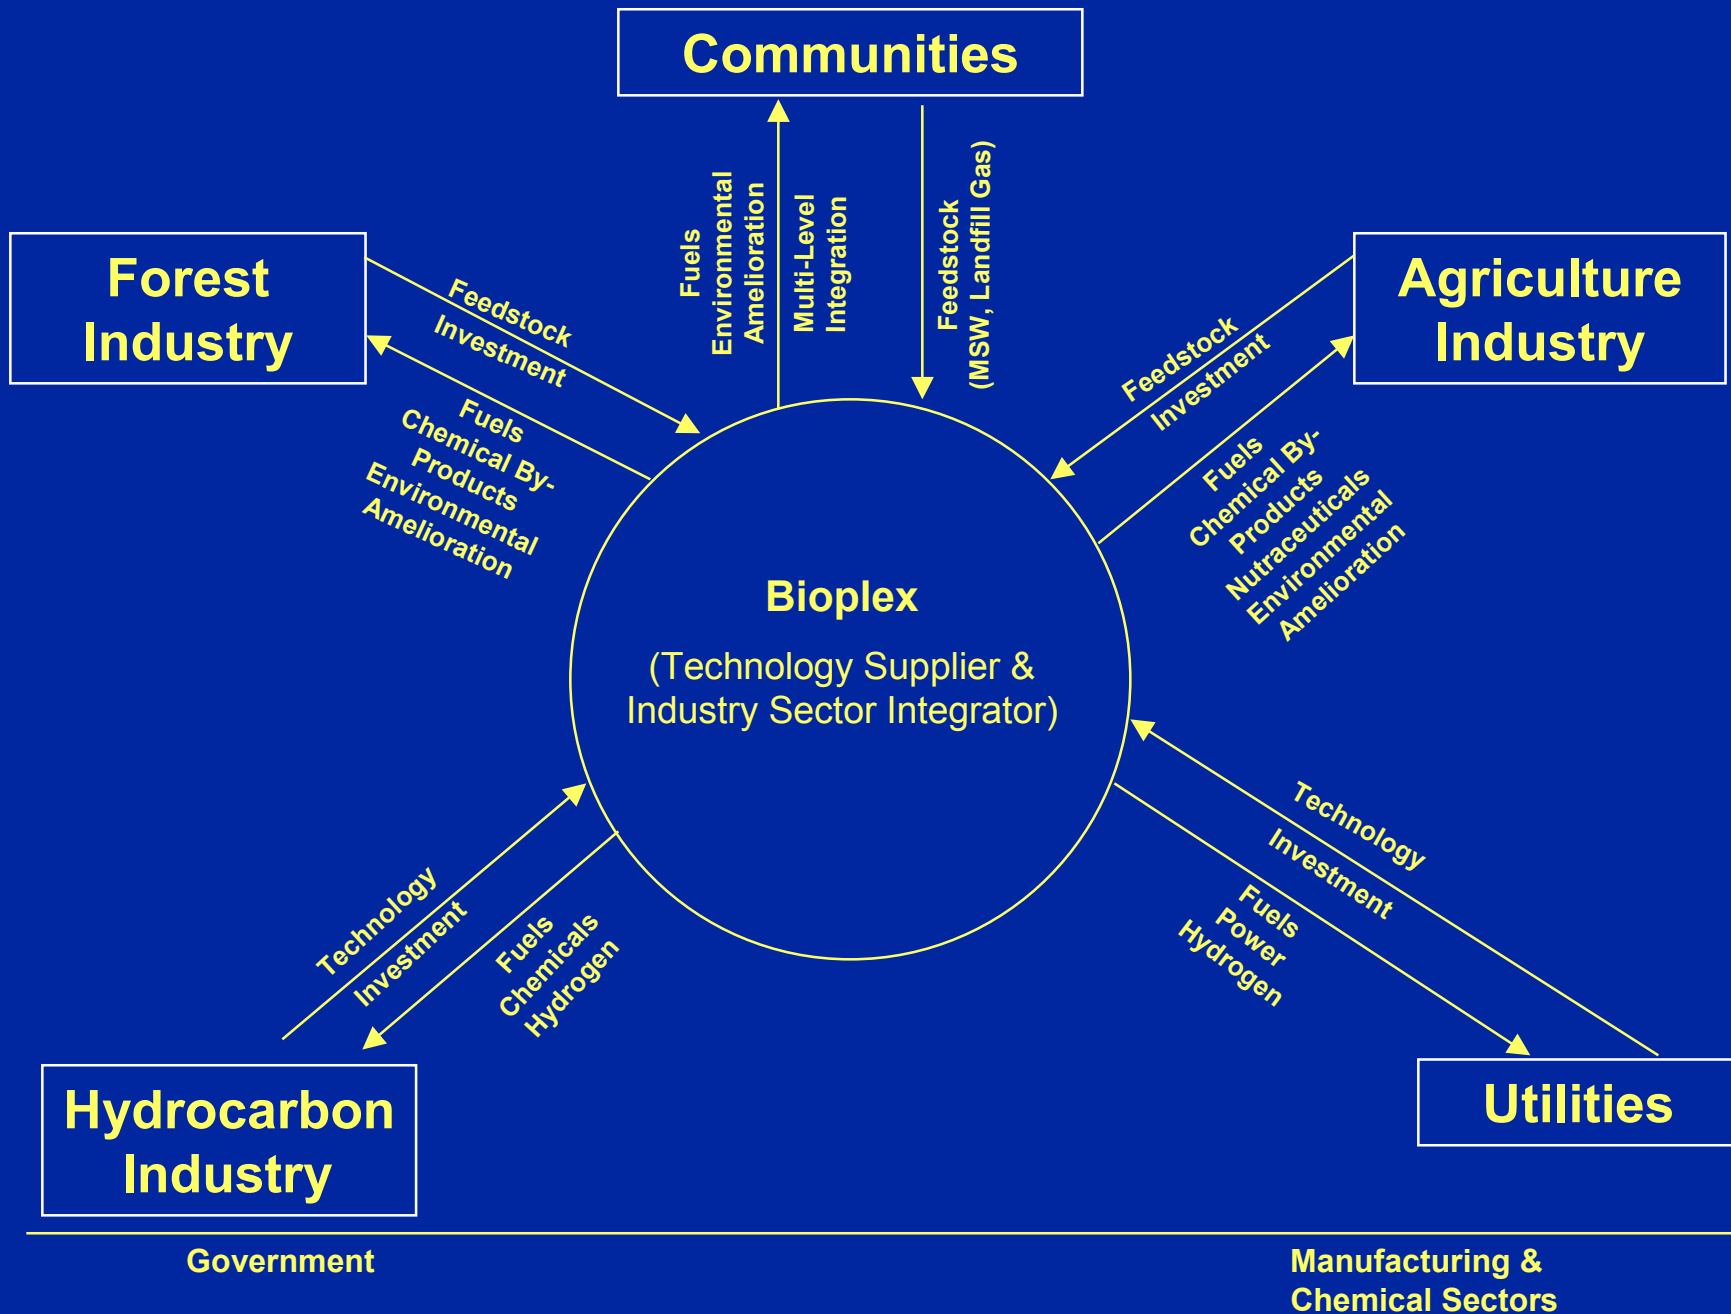 Communities
Fuels
Environmental
Amelioration
Multi-Level
Integration
Feedstock
(MSW, Landfill Gas)
Forest
Industry
Feedstock
Investment
Fuels
Chemical By-
Products
Environmental
Amelioration
Agriculture
Industry
Feedstock
Investment
Fuels
Chemical By-
Products
Nutraceuticals
Environmental
Amelioration
Bioplex
(Technology Supplier &
Industry Sector Integrator)
Technology
Investment
Fuels
Chemicals
Hydrogen
Technology
Investment
Fuels
Power
Hydrogen
Hydrocarbon
Industry
Utilities
Government
Manufacturing &
Chemical Sectors